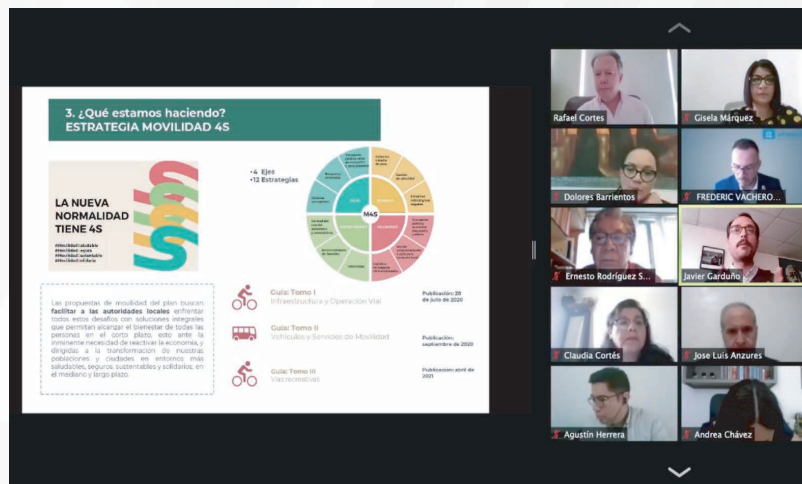 3. ¿Qué estamos haciendo?
ESTRATEGIA MOVILIDAD 4S
LA NUEVA
NORMALIDAD
TIENE 4S
•4 Ejes
•12 Estrategias
M4S
Las propuestas de movilidad del plan buscan
facilitar a las autoridades locales enfrentar
todos estos desafíos con soluciones integrales
que permitan alcanzar el bienestar de todas las
personas en el corto plazo, esto ante la
inminente necesidad de reactivar la economía, y
dirigidas a la transformación de nuestras
poblaciones y ciudades en entornos más
saludables, seguros, sustentables y solidarios, en
el mediano y largo plazo.
Guía: Tomo I
Infraestructura y Operación Vial
Publicación: 28
de julio de 2020
Guía: Tomo II
Vehículos y Servicios de Movilidad
Publicación:
septiembre de 2020
Guía: Tomo III
Vías recreativas
Publicación: abril de
2021
Rafael Cortes
Gisela Márquez
Dolores Barrientos
FREDERIC VACHERO...
Ernesto Rodríguez S...
Javier Garduño
Claudia Cortés
Jose Luis Anzures
Agustín Herrera
Andrea Chávez